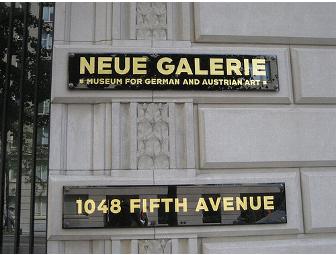 NEUE GALERIE
MUSEUM FOR GERMAN AND AUSTRIAN ART
1048 FIFTH AVENUE